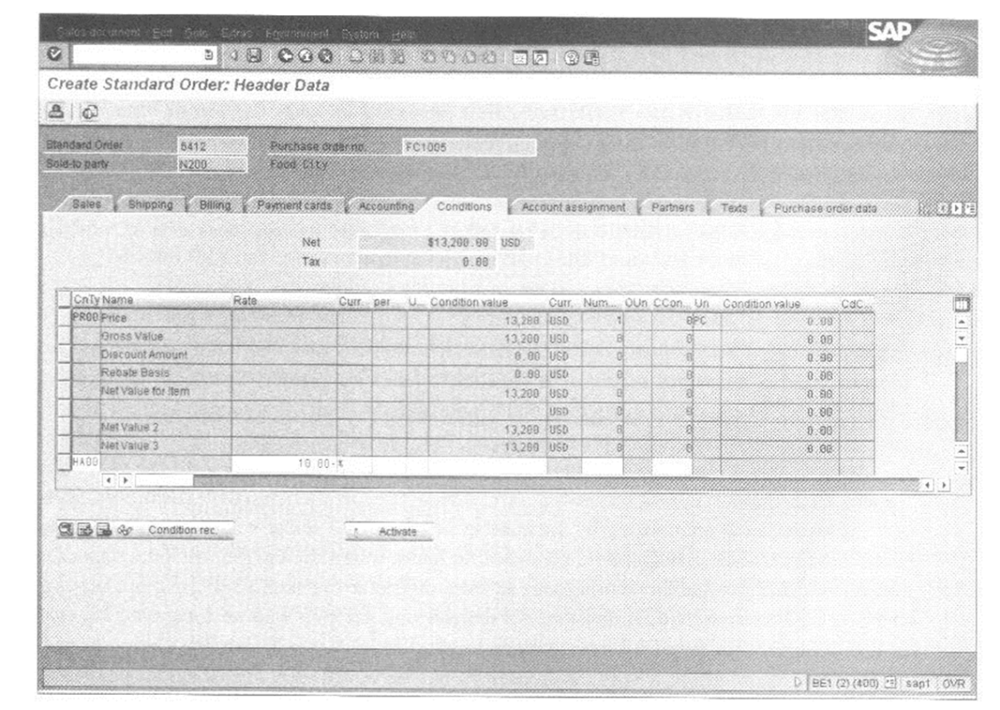 Sales document Edit Goto Extras Environment System Help
SAP
Create Standard Order: Header Data
Standard Order 6412 Purchase order no. FC1005
Sold-to party N200 Food City
Sales Shipping Billing Payment cards Accounting Conditions Account assignment Partners Texts Purchase order data
Net $13,200.00 USD
Tax 0.00
CnTy Name Rate Curr. per U... Condition value Curr. Num... OUn CCon... Un Condition value CdC...
PR00 Price 13,200 USD 1 0 PC 0.00
Gross Value 13,200 USD 0 0 0.00
Discount Amount 0.00 USD 0 0 0.00
Rebate Basis 0.00 USD 0 0 0.00
Net Value for Item 13,200 USD 0 0 0.00
USD 0 0 0.00
Net Value 2 13,200 USD 0 0 0.00
Net Value 3 13,200 USD 0 0 0.00
HA00 10.00- %
Condition rec. Activate
BE1 (2) (400) sap1 OVR